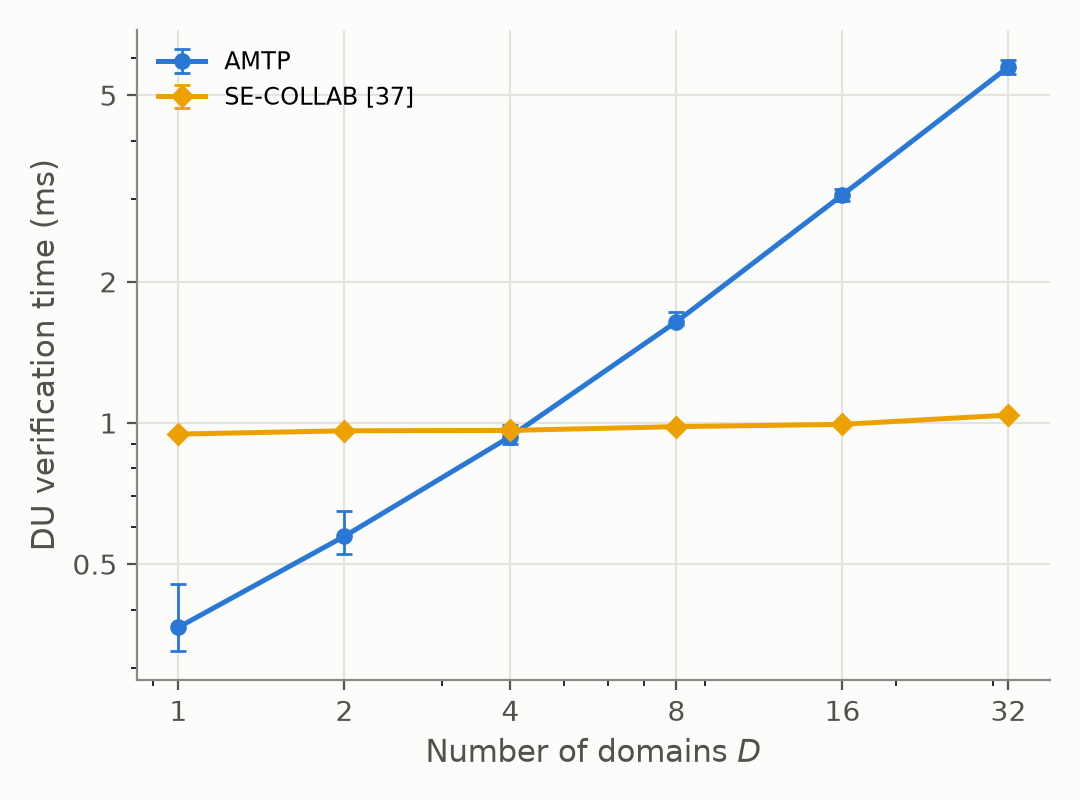 AMTP
SE-COLLAB [37]
DU verification time (ms)
5
2
1
0.5
1 2 4 8 16 32
Number of domains D